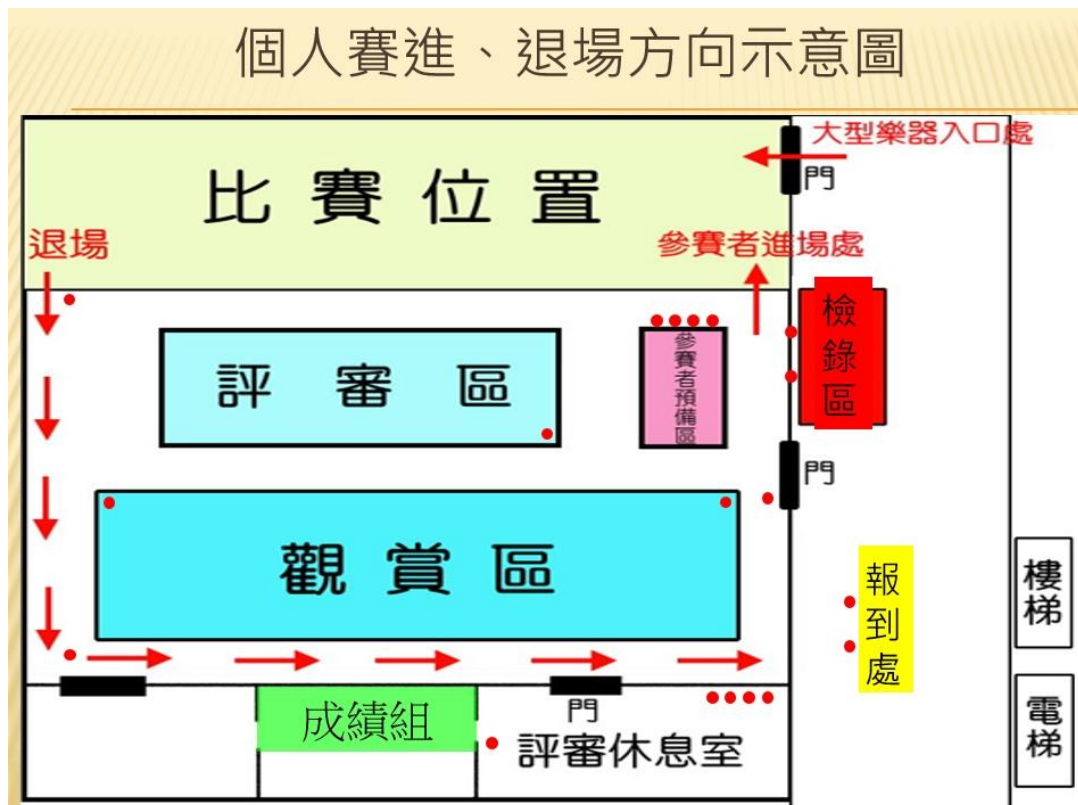 個人賽進、退場方向示意圖
大型樂器入口處
門
比賽位置
退場
參賽者進場處
檢錄區
評審區
參賽者預備區
門
觀賞區
報到處
樓梯
成績組
門
評審休息室
電梯